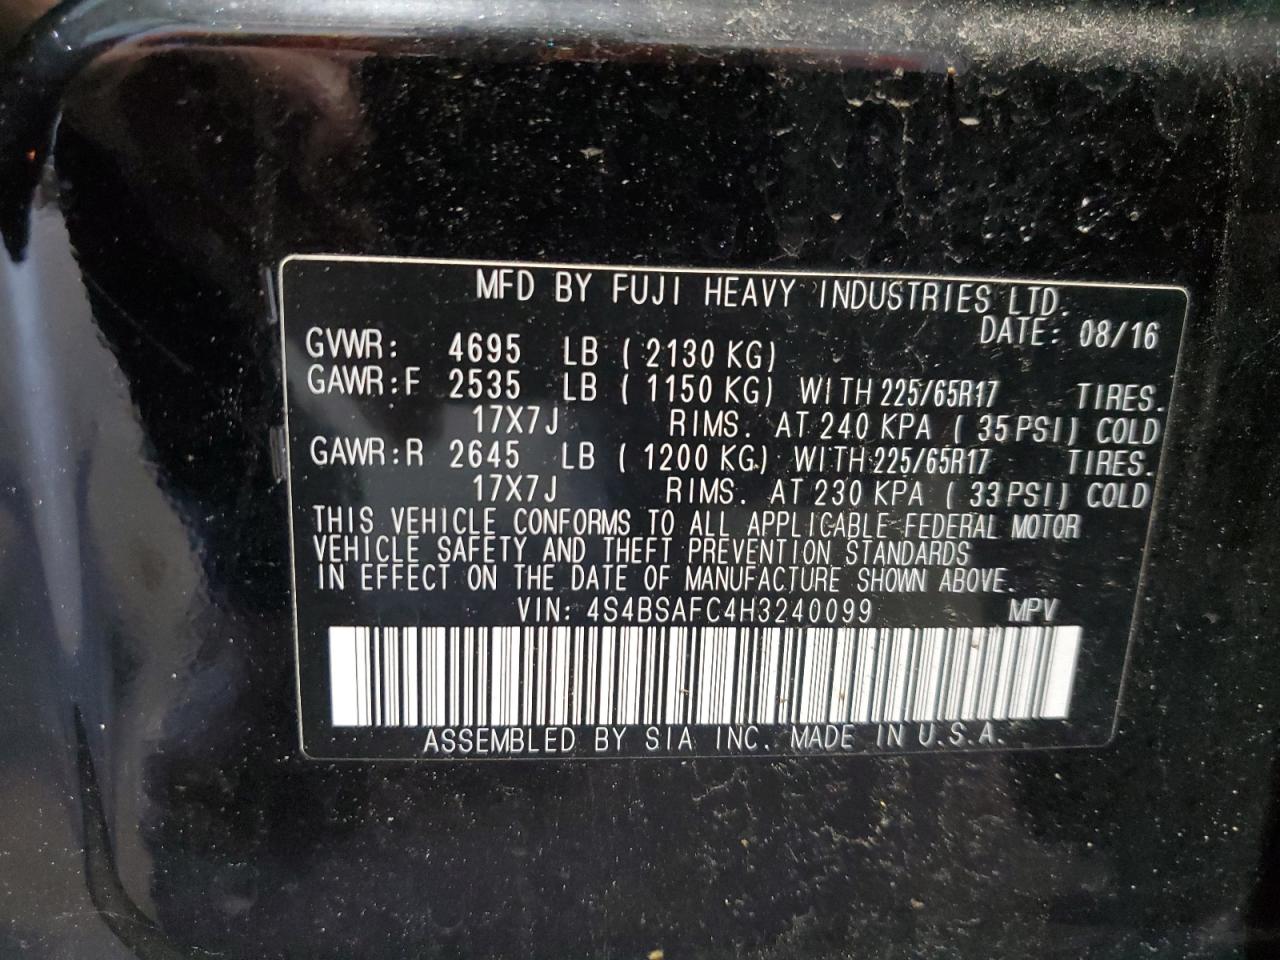 MFD BY FUJI HEAVY INDUSTRIES LTD.
DATE: 08/16
GVWR: 4695 LB ( 2130 KG)
GAWR:F 2535 LB ( 1150 KG) WITH 225/65R17 TIRES.
17X7J RIMS. AT 240 KPA ( 35 PSI) COLD
GAWR:R 2645 LB ( 1200 KG) WITH 225/65R17 TIRES.
17X7J RIMS. AT 230 KPA ( 33 PSI) COLD
THIS VEHICLE CONFORMS TO ALL APPLICABLE FEDERAL MOTOR
VEHICLE SAFETY AND THEFT PREVENTION STANDARDS
IN EFFECT ON THE DATE OF MANUFACTURE SHOWN ABOVE.
VIN: 4S4BSAFC4H3240099 MPV
ASSEMBLED BY SIA INC. MADE IN U.S.A.